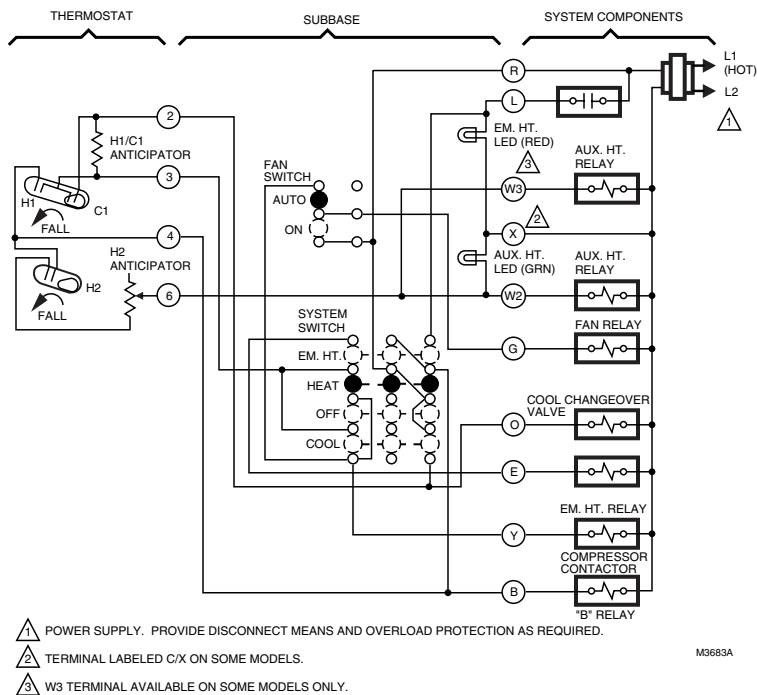 THERMOSTAT
SUBBASE
SYSTEM COMPONENTS
L1
(HOT)
L2
1
R
L
EM. HT.
LED (RED)
3
AUX. HT.
RELAY
W3
2
X
AUX. HT.
LED (GRN)
AUX. HT.
RELAY
W2
FAN RELAY
G
COOL CHANGEOVER
VALVE
O
E
EM. HT. RELAY
Y
COMPRESSOR
CONTACTOR
B
"B" RELAY
2
H1/C1
ANTICIPATOR
3
H1
C1
FALL
4
H2
ANTICIPATOR
H2
FALL
6
FAN
SWITCH
AUTO
ON
SYSTEM
SWITCH
EM. HT.
HEAT
OFF
COOL
1 POWER SUPPLY. PROVIDE DISCONNECT MEANS AND OVERLOAD PROTECTION AS REQUIRED.
2 TERMINAL LABELED C/X ON SOME MODELS.
3 W3 TERMINAL AVAILABLE ON SOME MODELS ONLY.
M3683A